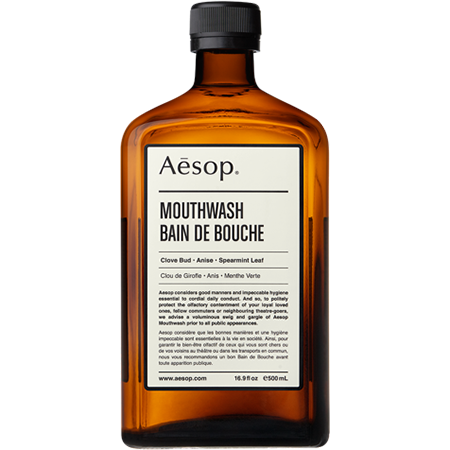 Aēsop®
MOUTHWASH
BAIN DE BOUCHE
Clove Bud • Anise • Spearmint Leaf
Clou de Girofle • Anis • Menthe Verte
Aesop considers good manners and impeccable hygiene
essential to cordial daily conduct. And so, to politely
protect the olfactory contentment of your loyal loved
ones, fellow commuters or neighbouring theatre-goers,
we advise a voluminous swig and gargle of Aesop
Mouthwash prior to all public appearances.
Aesop considère que les bonnes manières et une hygiène
impeccable sont essentielles à la vie en société. Ainsi, pour
garantir le bien-être olfactif de ceux qui vous sont chers ou
de vos voisins au théâtre ou dans les transports en commun,
nous vous recommandons un bon Bain de Bouche avant
toute apparition publique.
www.aesop.com 16.9 fl oz ℮500 mL